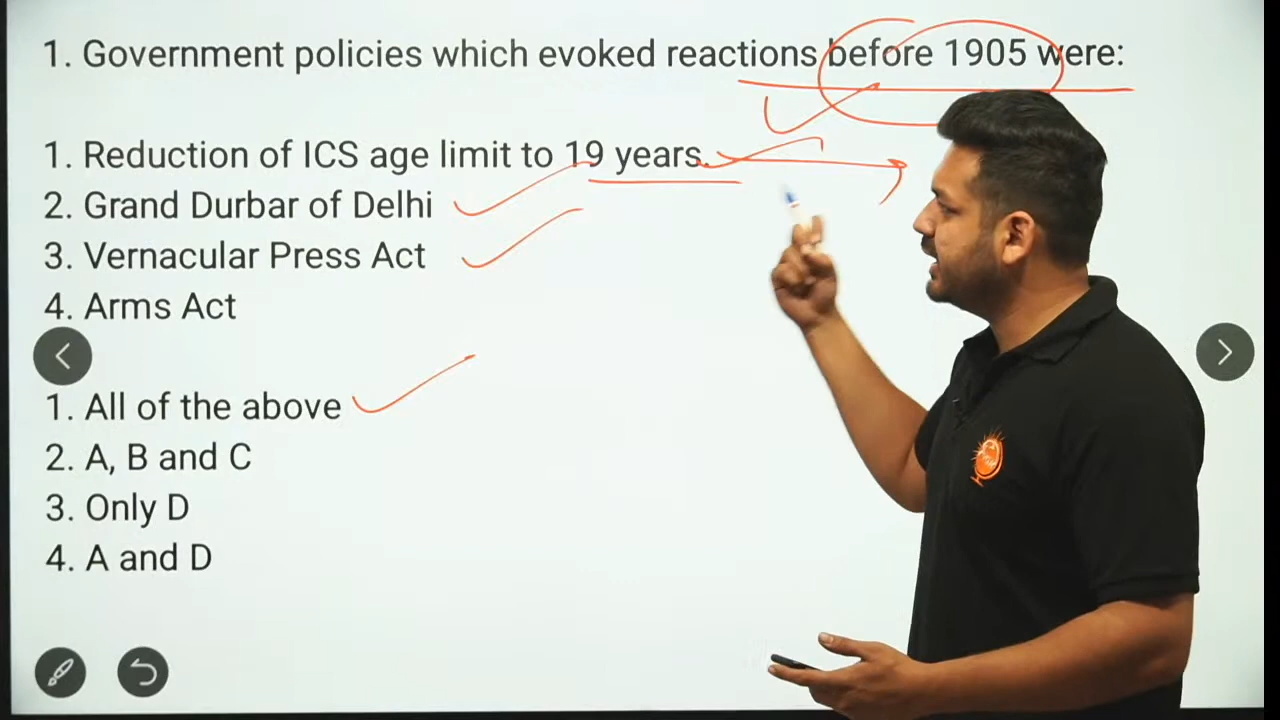 1. Government policies which evoked reactions before 1905 were:
1. Reduction of ICS age limit to 19 years.
2. Grand Durbar of Delhi
3. Vernacular Press Act
4. Arms Act
1. All of the above
2. A, B and C
3. Only D
4. A and D